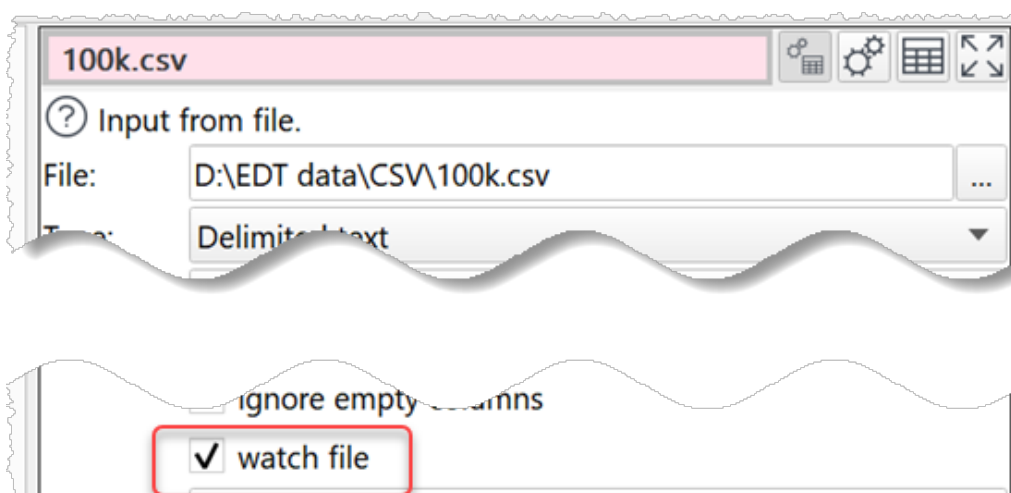 100k.csv
Input from file.
File: D:\EDT data\CSV\100k.csv ...
Delimited text
ignore empty columns
watch file